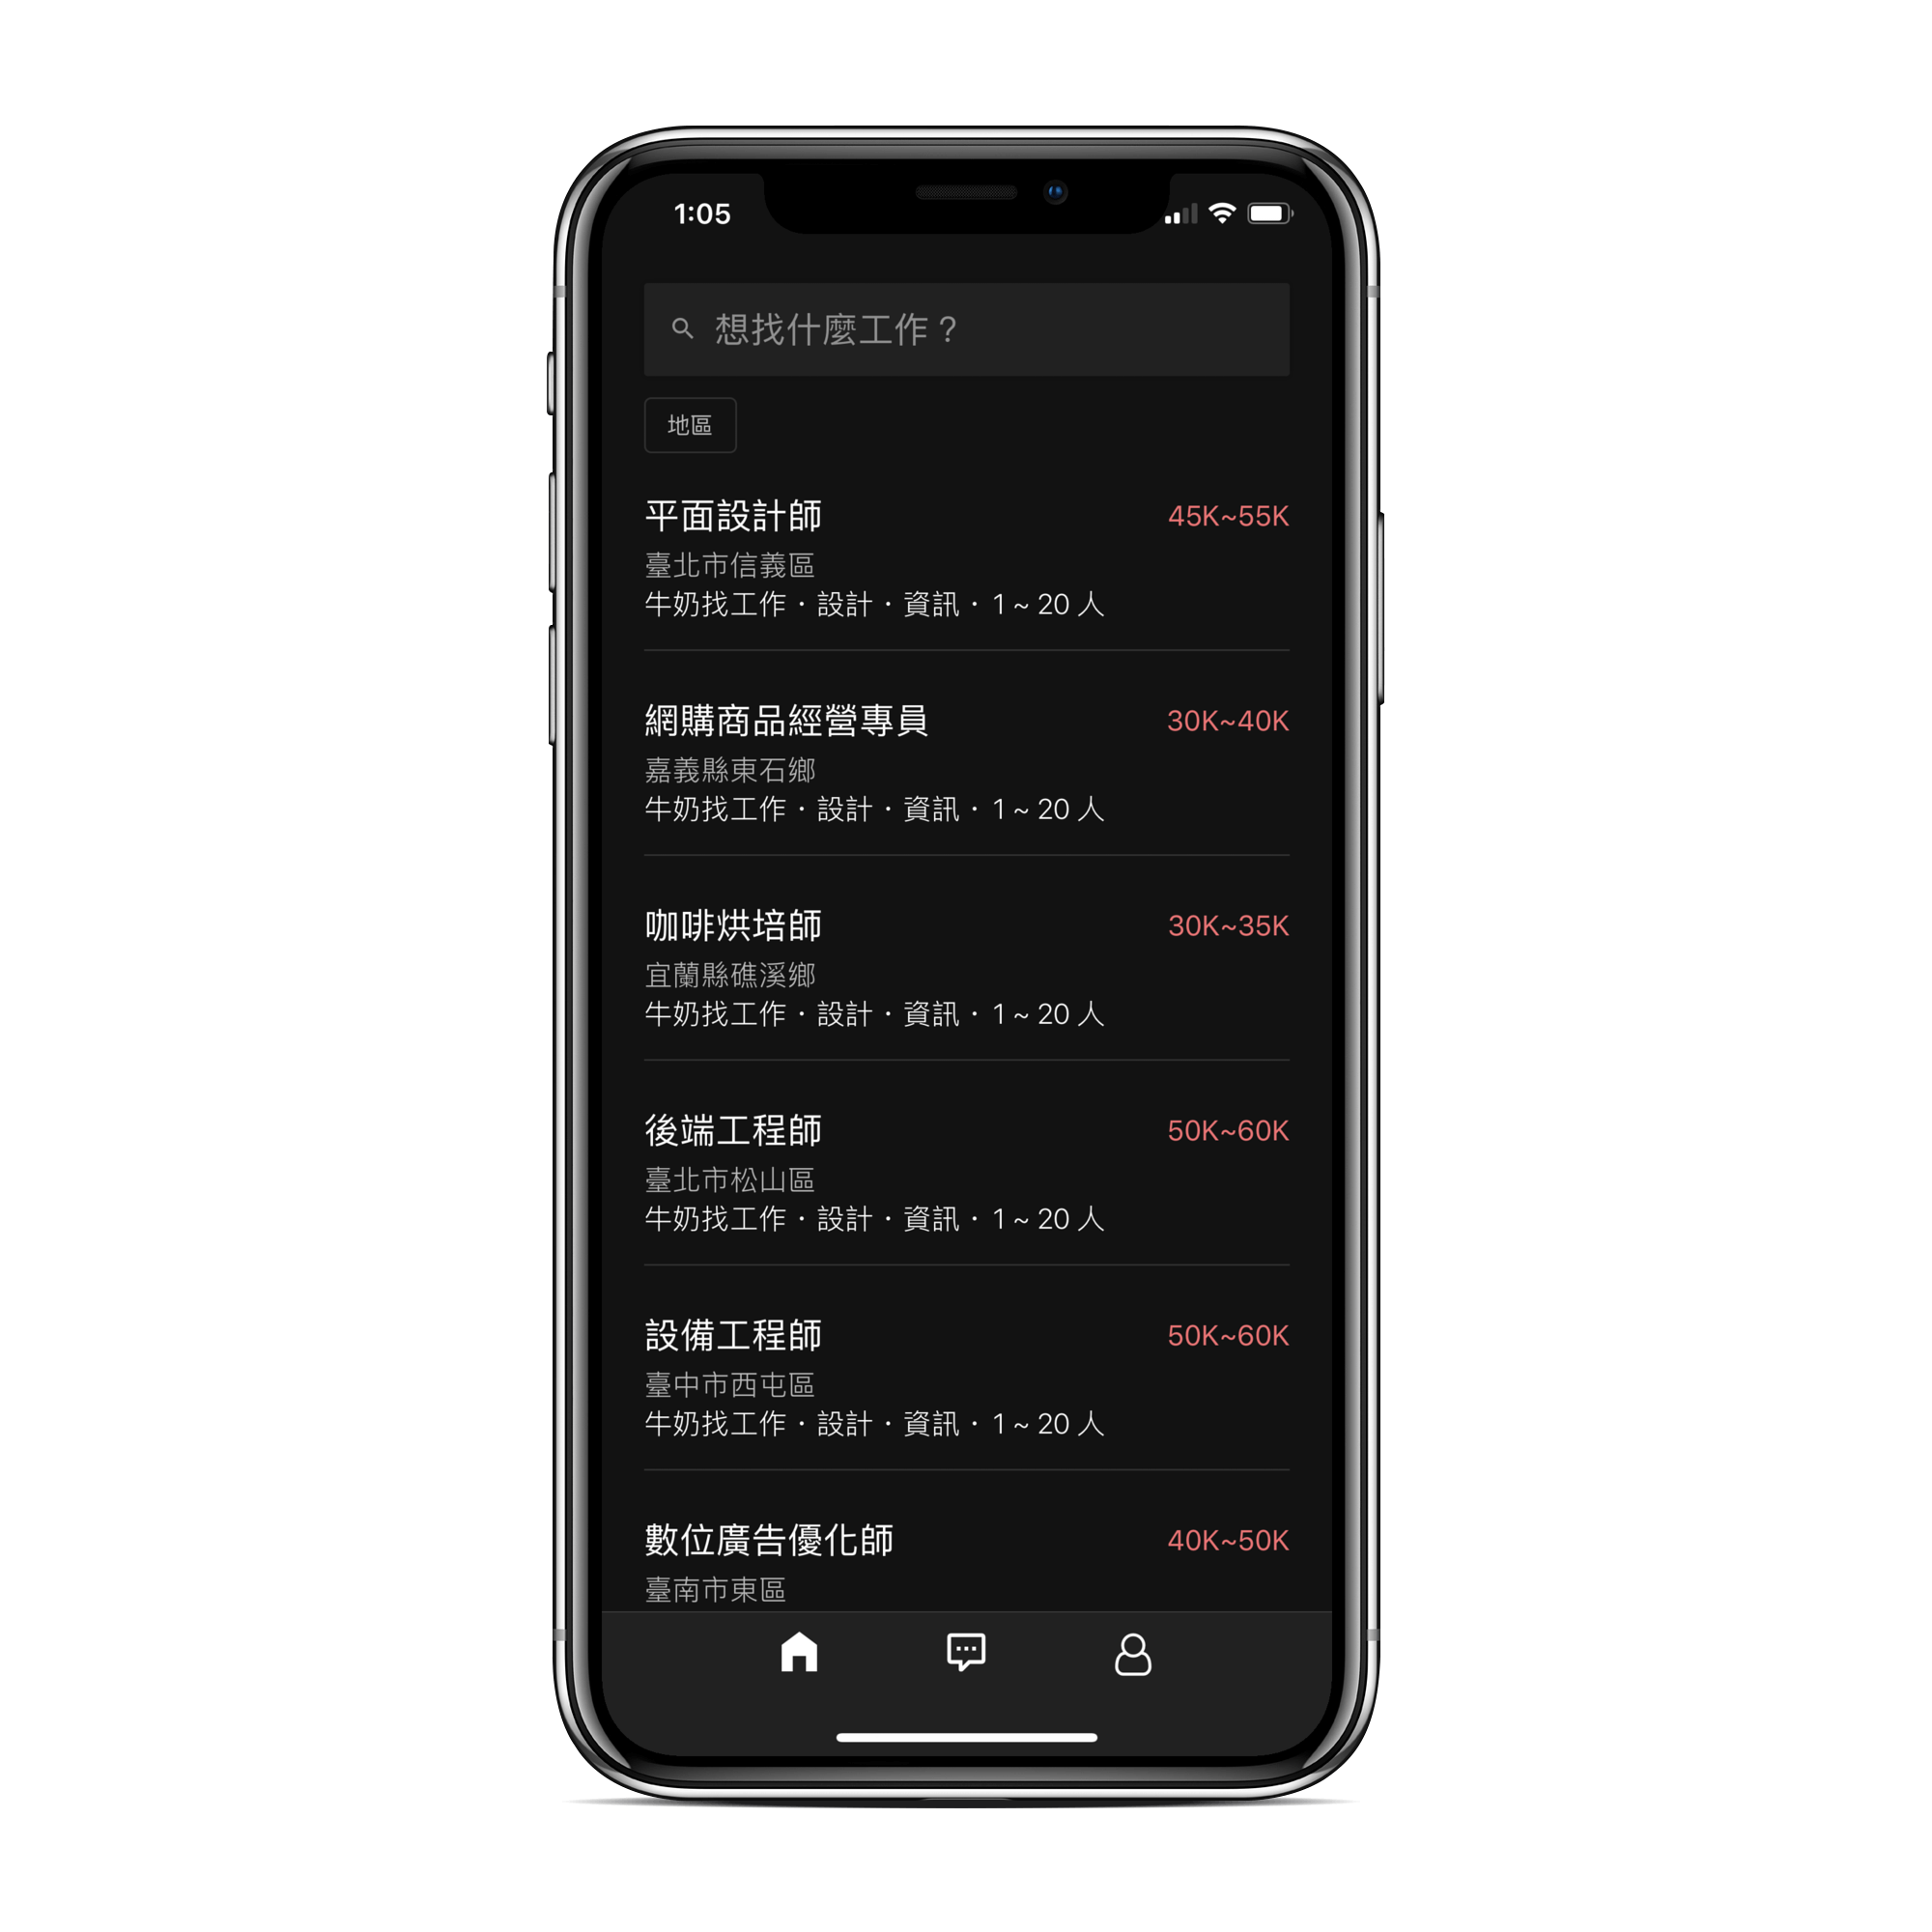 1:05
想找什麼工作？
地區
平面設計師 45K~55K
臺北市信義區
牛奶找工作・設計・資訊・1 ~ 20 人
網購商品經營專員 30K~40K
嘉義縣東石鄉
牛奶找工作・設計・資訊・1 ~ 20 人
咖啡烘培師 30K~35K
宜蘭縣礁溪鄉
牛奶找工作・設計・資訊・1 ~ 20 人
後端工程師 50K~60K
臺北市松山區
牛奶找工作・設計・資訊・1 ~ 20 人
設備工程師 50K~60K
臺中市西屯區
牛奶找工作・設計・資訊・1 ~ 20 人
數位廣告優化師 40K~50K
臺南市東區